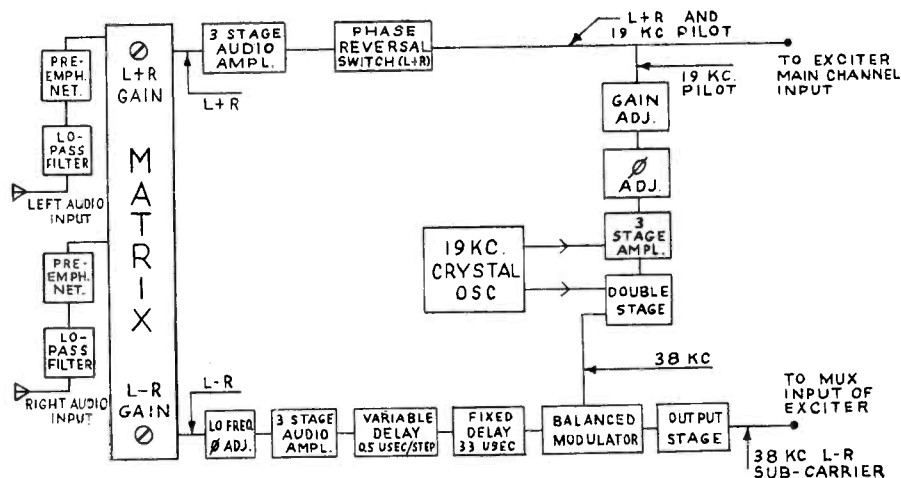 PRE-
EMPH.
NET.
LO-
PASS
FILTER
LEFT AUDIO
INPUT
PRE-
EMPH.
NET.
LO-
PASS
FILTER
RIGHT AUDIO
INPUT
L+R
GAIN
MATRIX
L-R
GAIN
L+R
3 STAGE
AUDIO
AMPL.
PHASE
REVERSAL
SWITCH (L+R)
L+R AND
19 KC PILOT
TO EXCITER
MAIN CHANNEL
INPUT
19 KC.
PILOT
GAIN
ADJ.
Ø
ADJ.
3
STAGE
AMPL.
19 KC.
CRYSTAL
OSC
DOUBLE
STAGE
38 KC
L-R
LO FREQ.
Ø ADJ.
3 STAGE
AUDIO
AMPL.
VARIABLE
DELAY
0.5 USEC/STEP
FIXED
DELAY
33 USEC
BALANCED
MODULATOR
OUTPUT
STAGE
TO MUX
INPUT OF
EXCITER
38 KC L-R
SUB-CARRIER